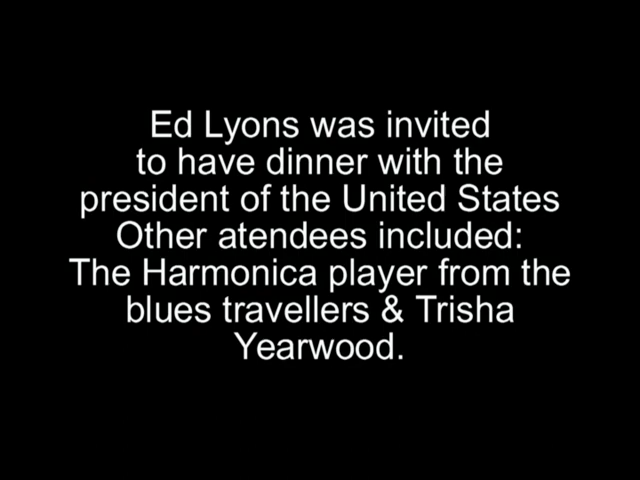 Ed Lyons was invited
to have dinner with the
president of the United States
Other atendees included:
The Harmonica player from the
blues travellers & Trisha
Yearwood.